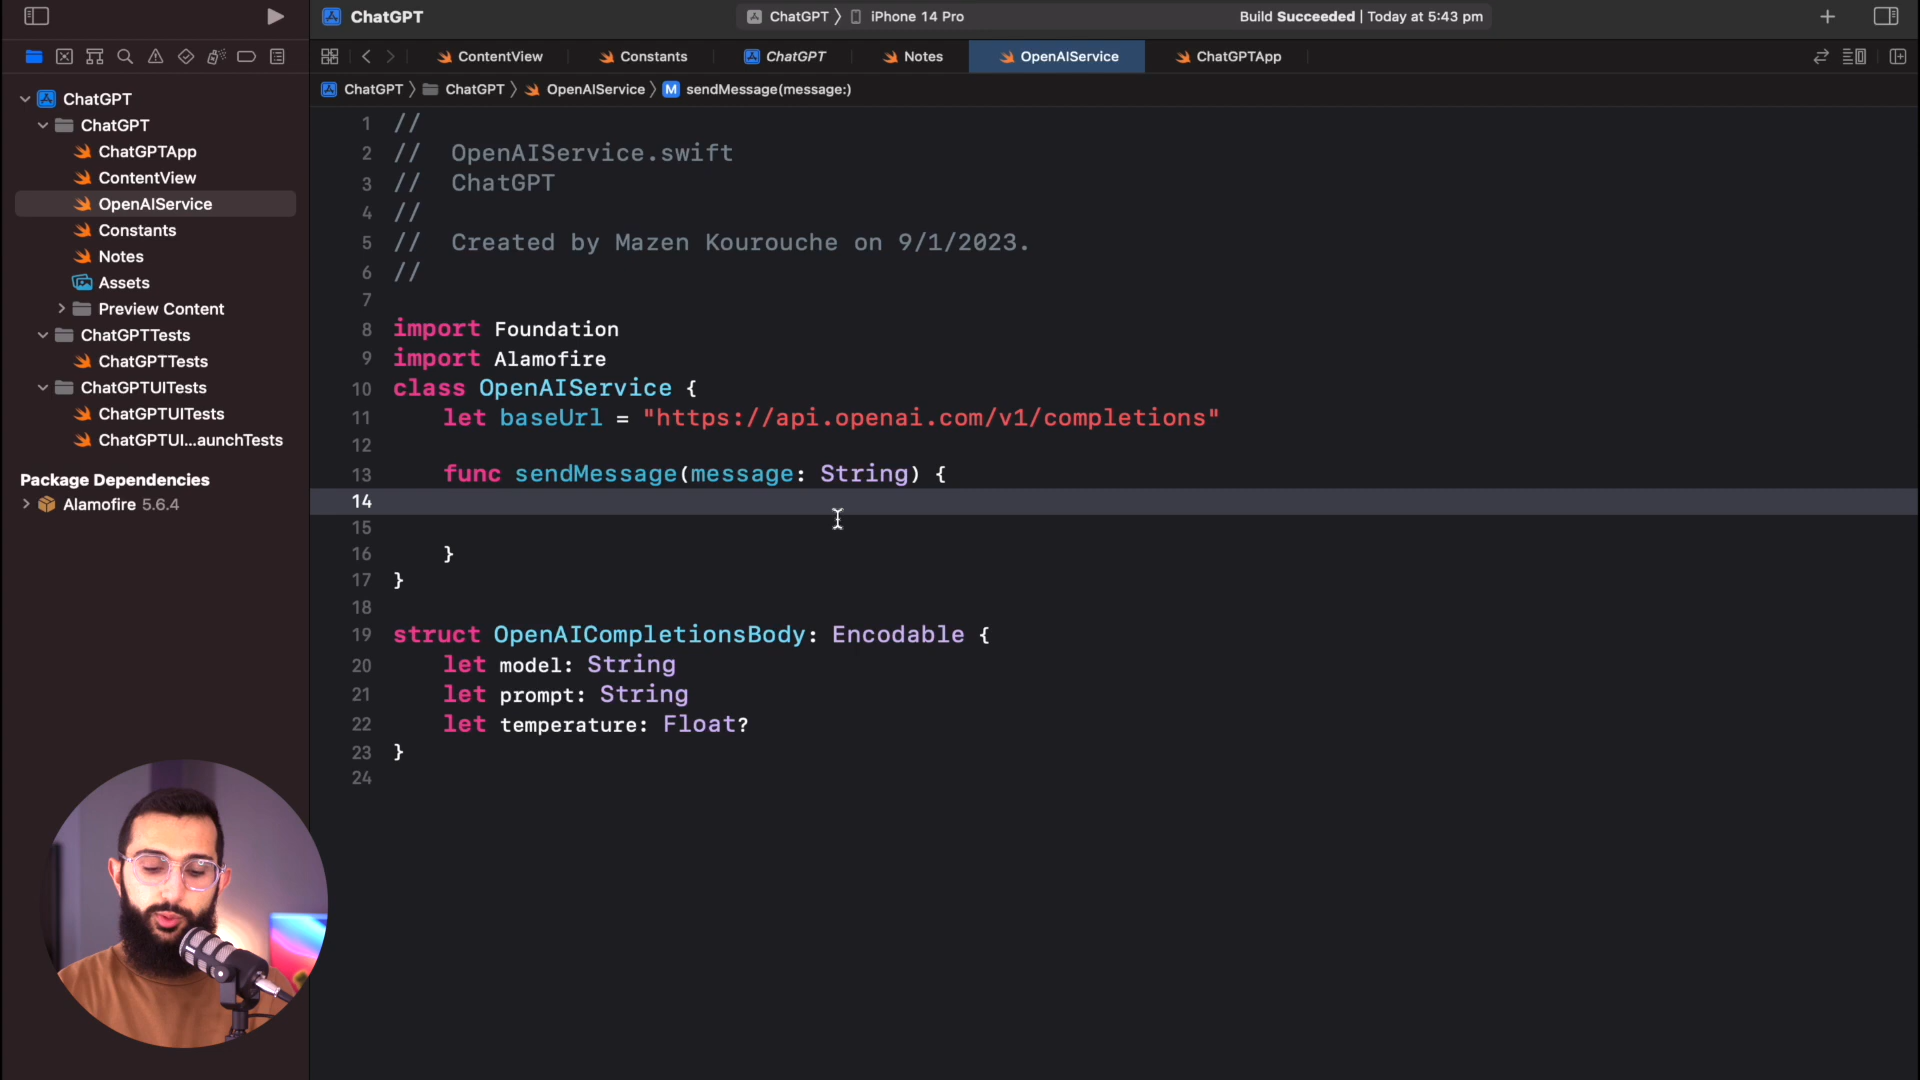 ChatGPT
ChatGPT 〉 iPhone 14 Pro
Build Succeeded | Today at 5:43 pm
ContentView
Constants
ChatGPT
Notes
OpenAIService
ChatGPTApp
ChatGPT 〉 ChatGPT 〉 OpenAIService 〉 M sendMessage(message:)
ChatGPT
ChatGPT
ChatGPTApp
ContentView
OpenAIService
Constants
Notes
Assets
Preview Content
ChatGPTTests
ChatGPTTests
ChatGPTUITests
ChatGPTUITests
ChatGPTUI...aunchTests
Package Dependencies
Alamofire 5.6.4
1 //
2 // OpenAIService.swift
3 // ChatGPT
4 //
5 // Created by Mazen Kourouche on 9/1/2023.
6 //
7
8 import Foundation
9 import Alamofire
10 class OpenAIService {
11 let baseUrl = "https://api.openai.com/v1/completions"
12
13 func sendMessage(message: String) {
14
15
16 }
17 }
18
19 struct OpenAICompletionsBody: Encodable {
20 let model: String
21 let prompt: String
22 let temperature: Float?
23 }
24